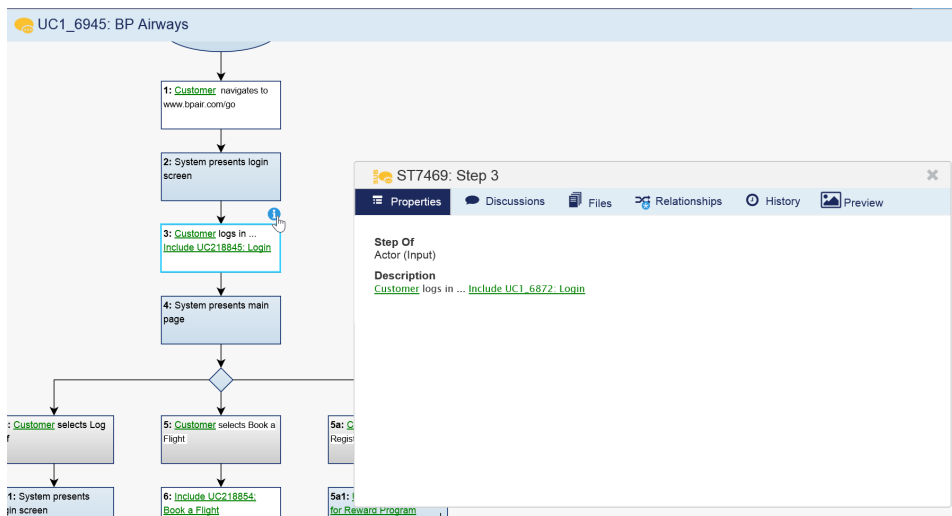 UC1_6945: BP Airways
1: Customer navigates to
www.bpair.com/go
2: System presents login
screen
3: Customer logs in ...
Include UC218845: Login
4: System presents main
page
: Customer selects Log
f
5: Customer selects Book a
Flight
5a: C
Regist
1: System presents
gin screen
6: Include UC218854:
Book a Flight
5a1:
for Reward Program
ST7469: Step 3
Properties
Discussions
Files
Relationships
History
Preview
Step Of
Actor (Input)
Description
Customer logs in ... Include UC1_6872: Login